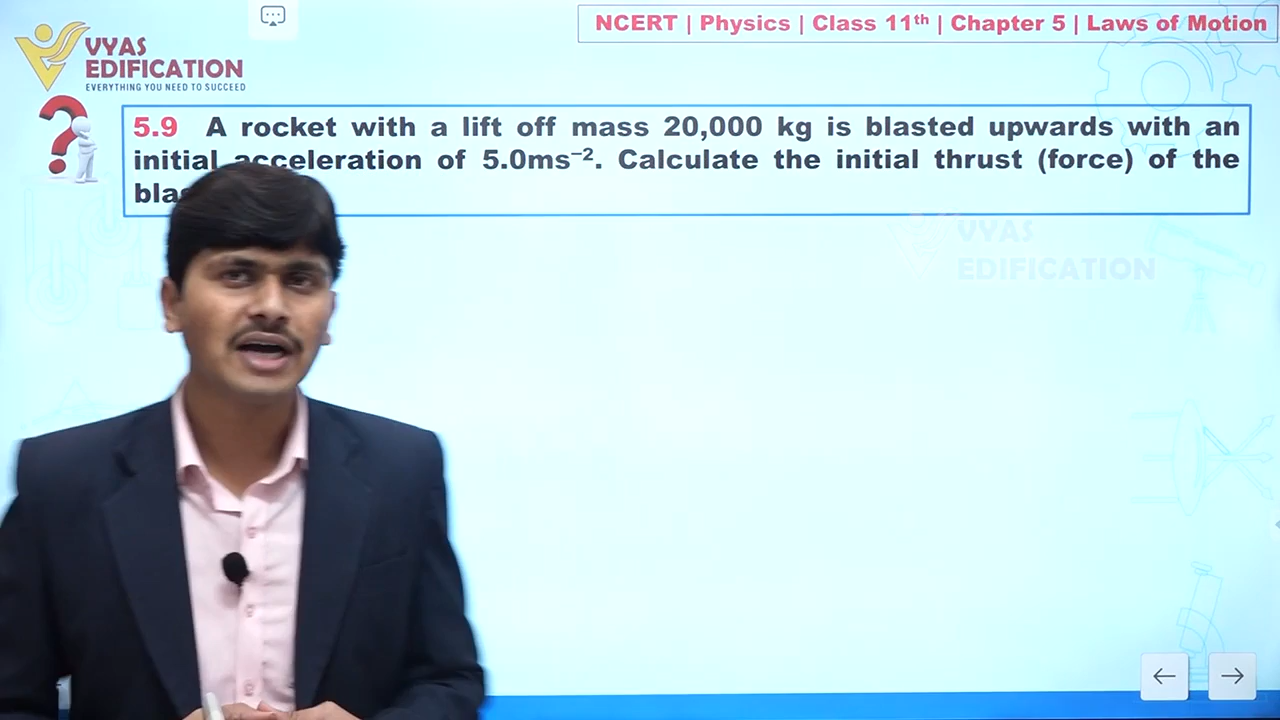 NCERT | Physics | Class 11th | Chapter 5 | Laws of Motion
VYAS
EDIFICATION
EVERYTHING YOU NEED TO SUCCEED
5.9 A rocket with a lift off mass 20,000 kg is blasted upwards with an
initial acceleration of 5.0ms⁻². Calculate the initial thrust (force) of the
VYAS
EDIFICATION